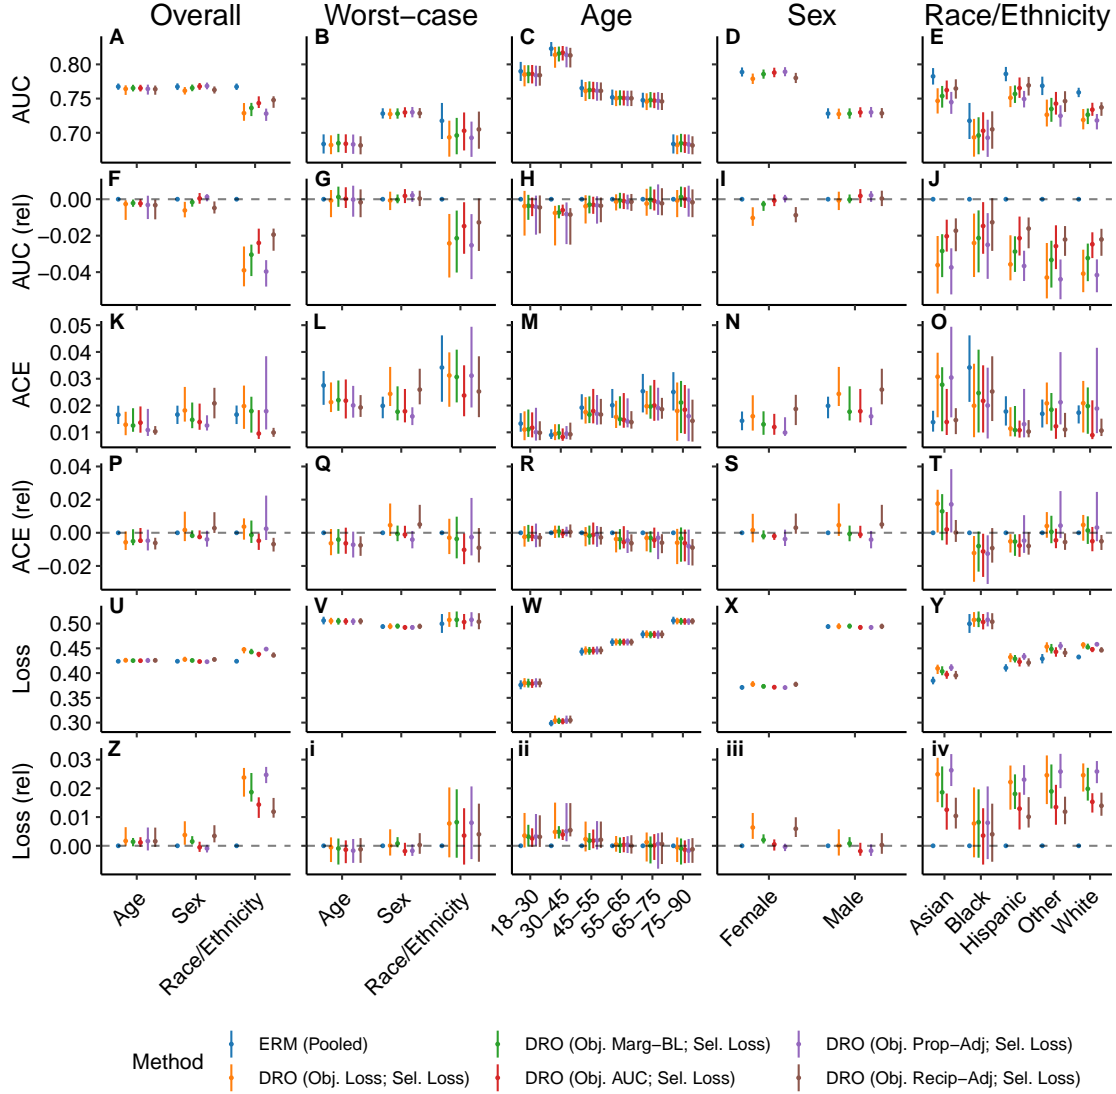 Overall Worst−case Age Sex Race/Ethnicity
A B C D E
AUC
0.80
0.75
0.70
F G H I J
AUC (rel)
0.00
−0.02
−0.04
K L M N O
ACE
0.05
0.04
0.03
0.02
0.01
P Q R S T
ACE (rel)
0.04
0.02
0.00
−0.02
U V W X Y
Loss
0.50
0.45
0.40
0.35
0.30
Z i ii iii iv
Loss (rel)
0.03
0.02
0.01
0.00
Age Sex Race/Ethnicity Age Sex Race/Ethnicity 18−30 30−45 45−55 55−65 65−75 75−90 Female Male Asian Black Hispanic Other White
Method
ERM (Pooled) DRO (Obj. Marg−BL; Sel. Loss) DRO (Obj. Prop−Adj; Sel. Loss)
DRO (Obj. Loss; Sel. Loss) DRO (Obj. AUC; Sel. Loss) DRO (Obj. Recip−Adj; Sel. Loss)